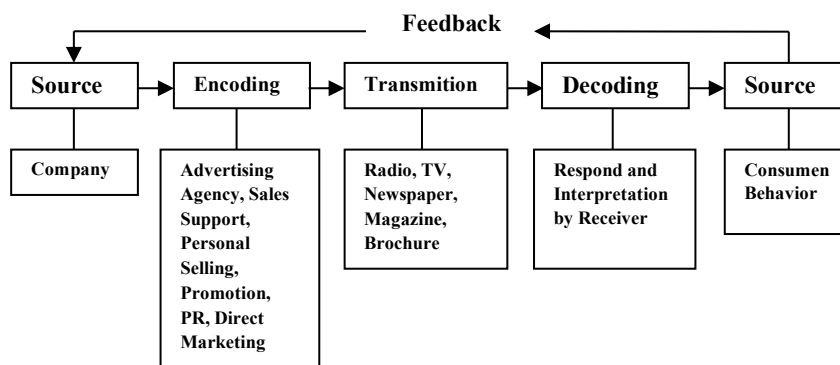 Feedback
Source
Encoding
Transmition
Decoding
Source
Company
Advertising
Agency, Sales
Support,
Personal
Selling,
Promotion,
PR, Direct
Marketing
Radio, TV,
Newspaper,
Magazine,
Brochure
Respond and
Interpretation
by Receiver
Consumen
Behavior